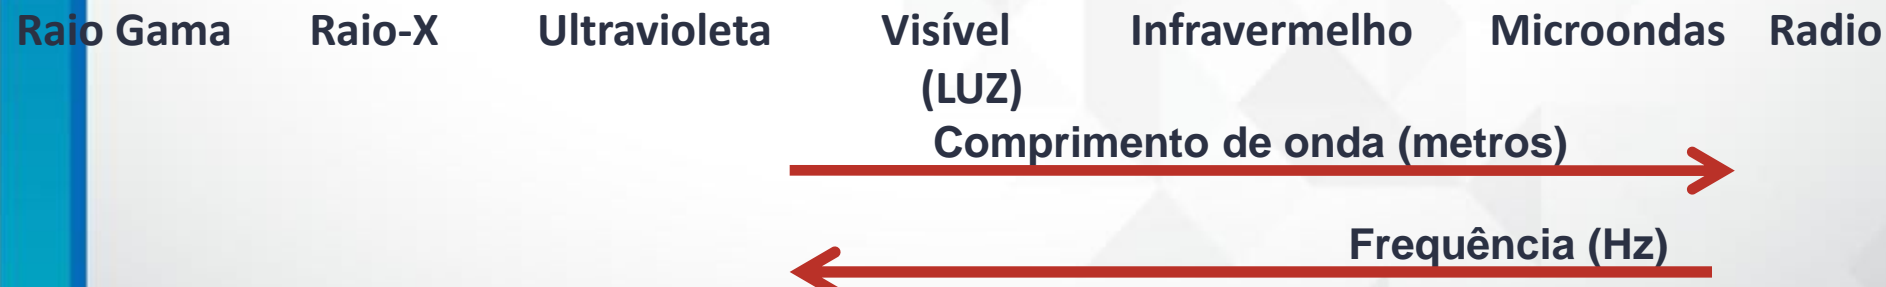 Raio Gama Raio-X Ultravioleta Visível Infravermelho Microondas Radio
(LUZ)
Comprimento de onda (metros)
Frequência (Hz)